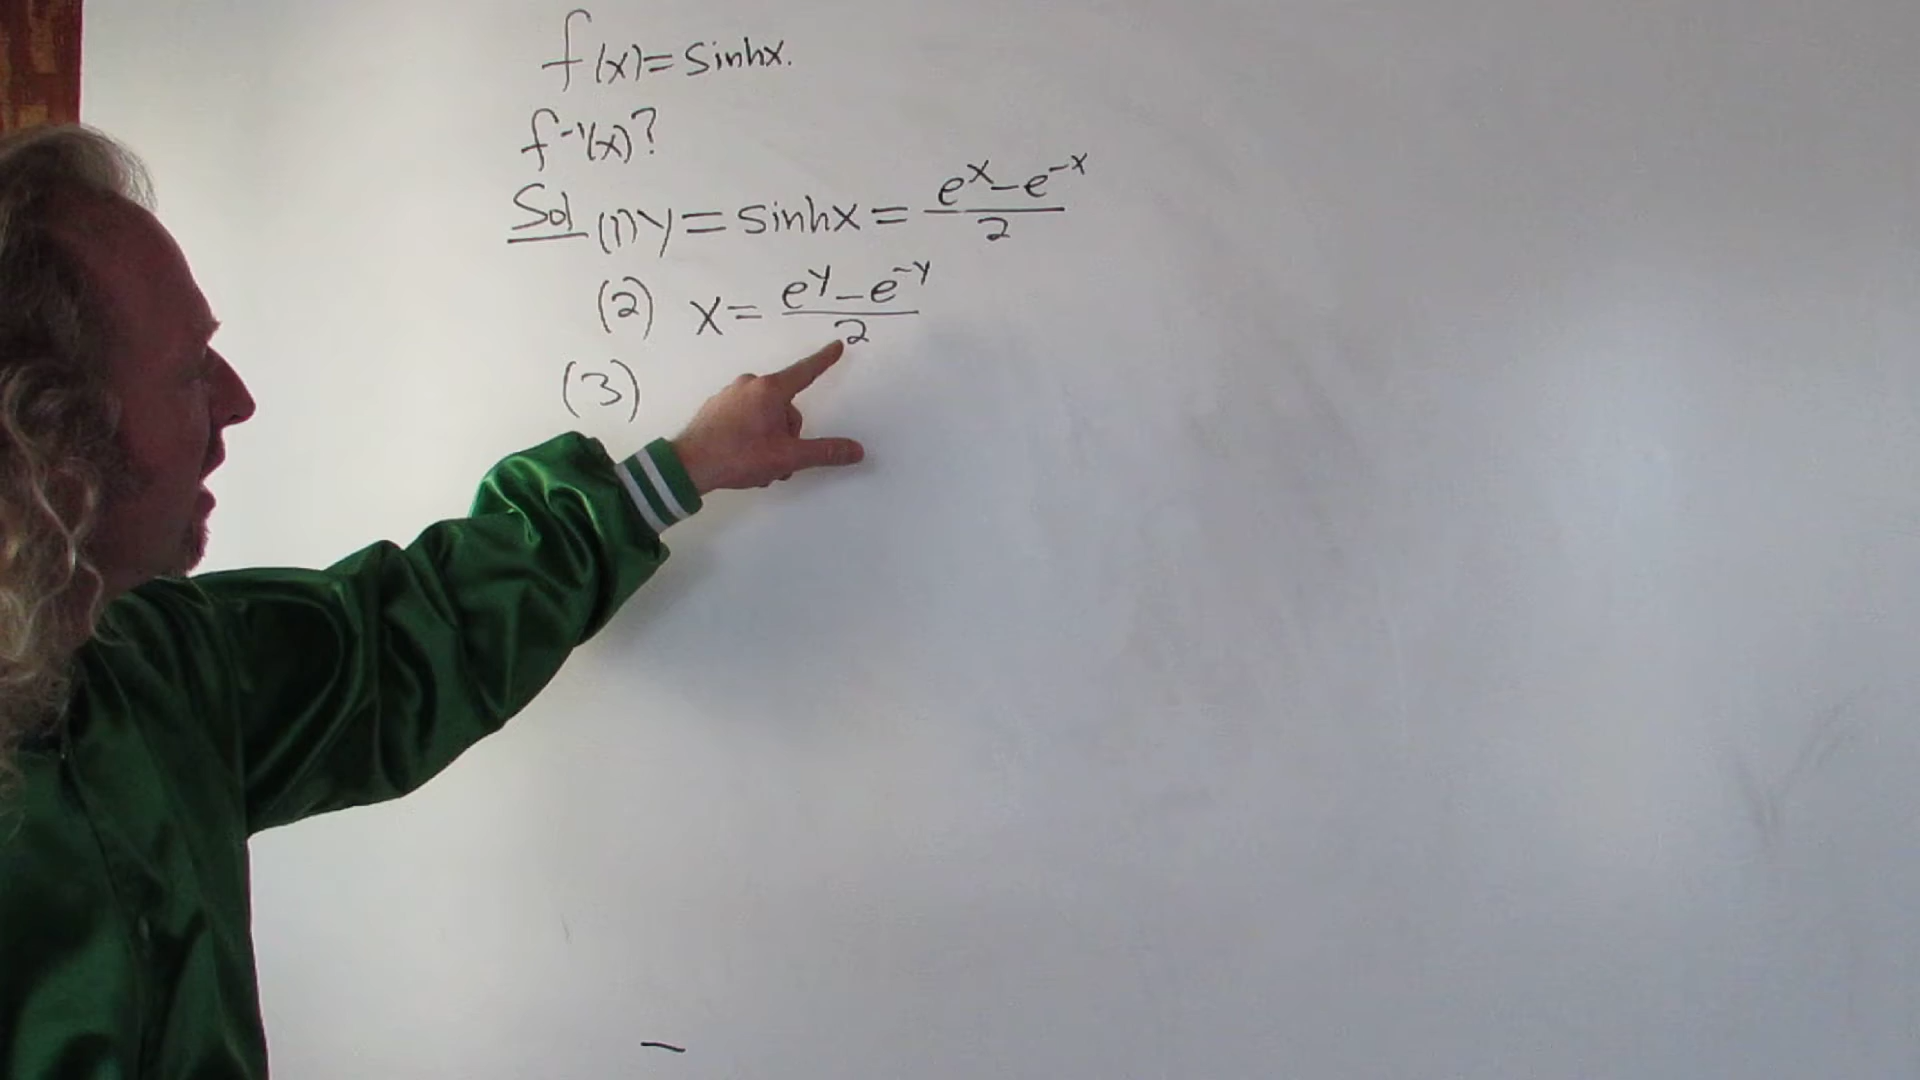 f(x)=sinhx.
f⁻¹(x)?
Sol (1) y = sinhx = (eˣ-e⁻ˣ)/2
(2) x = (eʸ-e⁻ʸ)/2
(3)